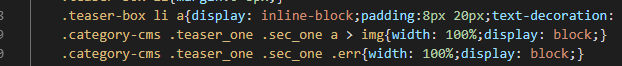 .teaser-box li a{display: inline-block;padding:8px 20px;text-decoration:
.category-cms .teaser_one .sec_one a > img{width: 100%;display: block;}
.category-cms .teaser_one .sec_one .err{width: 100%;display: block;}